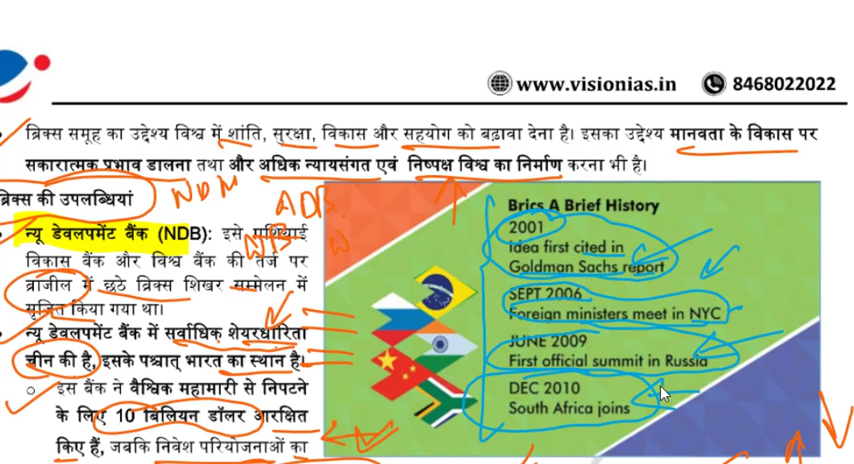 www.visionias.in 8468022022
ब्रिक्स समूह का उद्देश्य विश्व में शांति, सुरक्षा, विकास और सहयोग को बढ़ावा देना है। इसका उद्देश्य मानवता के विकास पर
सकारात्मक प्रभाव डालना तथा और अधिक न्यायसंगत एवं निष्पक्ष विश्व का निर्माण करना भी है।
ब्रिक्स की उपलब्धियां
NDM
ADB
न्यू डेवलपमेंट बैंक (NDB): इसे एशियाई
विकास बैंक और विश्व बैंक की तर्ज पर
ब्राजील में छठे ब्रिक्स शिखर सम्मेलन में
सृजित किया गया था।
न्यू डेवलपमेंट बैंक में सर्वाधिक शेयरधारिता
चीन की है, इसके पश्चात् भारत का स्थान है।
इस बैंक ने वैश्विक महामारी से निपटने
के लिए 10 बिलियन डॉलर आरक्षित
किए हैं, जबकि निवेश परियोजनाओं का
Brics A Brief History
2001
Idea first cited in
Goldman Sachs report
SEPT 2006
Foreign ministers meet in NYC
JUNE 2009
First official summit in Russia
DEC 2010
South Africa joins